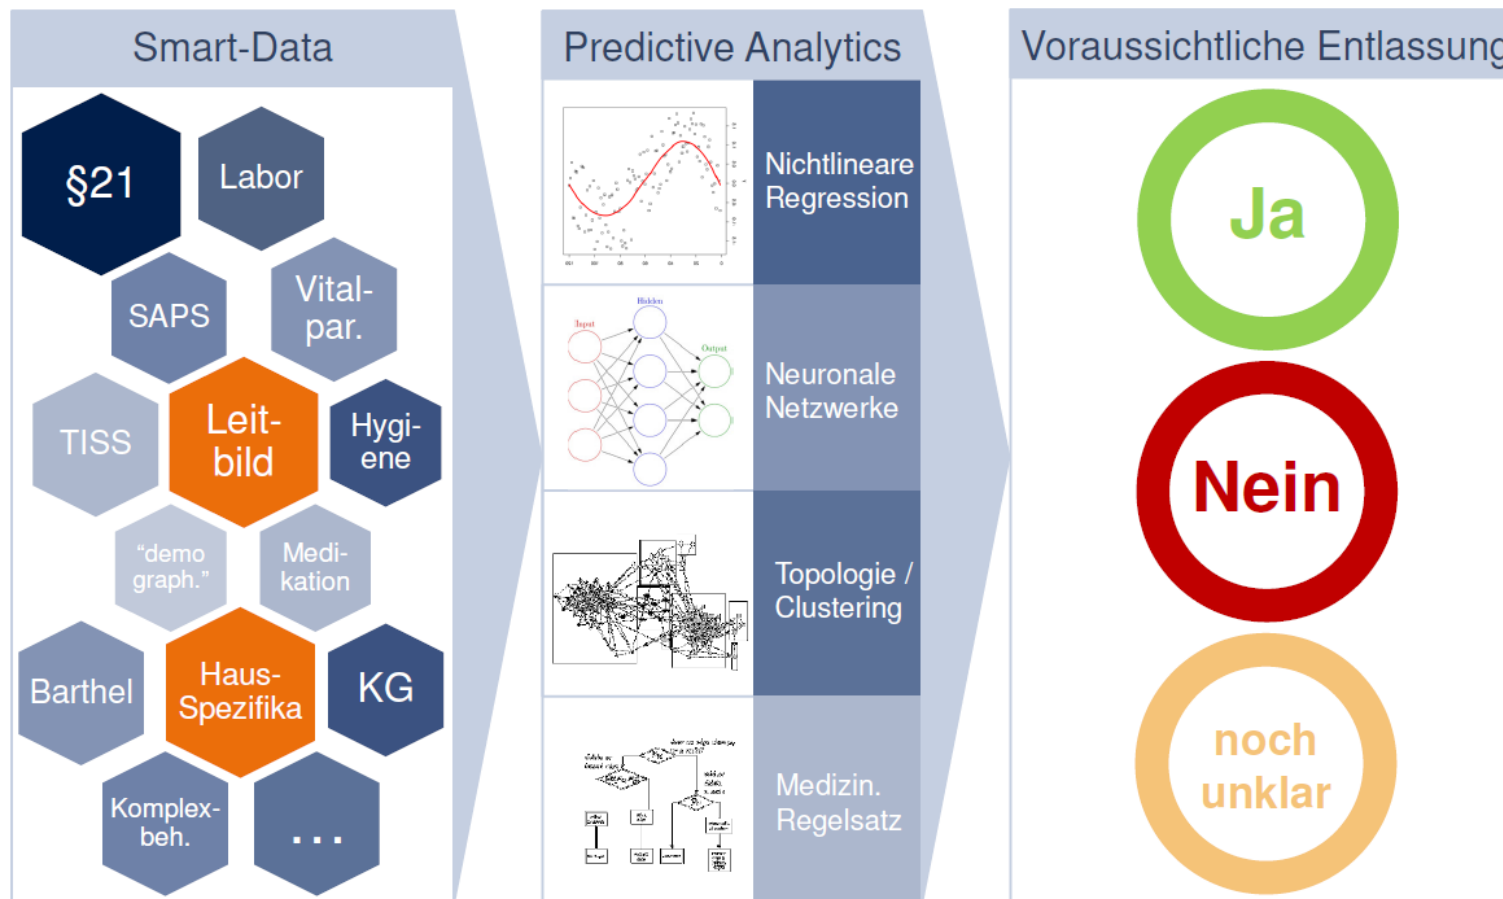 Smart-Data
§21
Labor
SAPS
Vital-
par.
TISS
Leit-
bild
Hygi-
ene
“demo
graph.”
Medi-
kation
Barthel
Haus-
Spezifika
KG
Komplex-
beh.
...
Predictive Analytics
Nichtlineare
Regression
Input
Hidden
Output
Neuronale
Netzwerke
Topologie /
Clustering
Medizin.
Regelsatz
Voraussichtliche Entlassung
Ja
Nein
noch
unklar